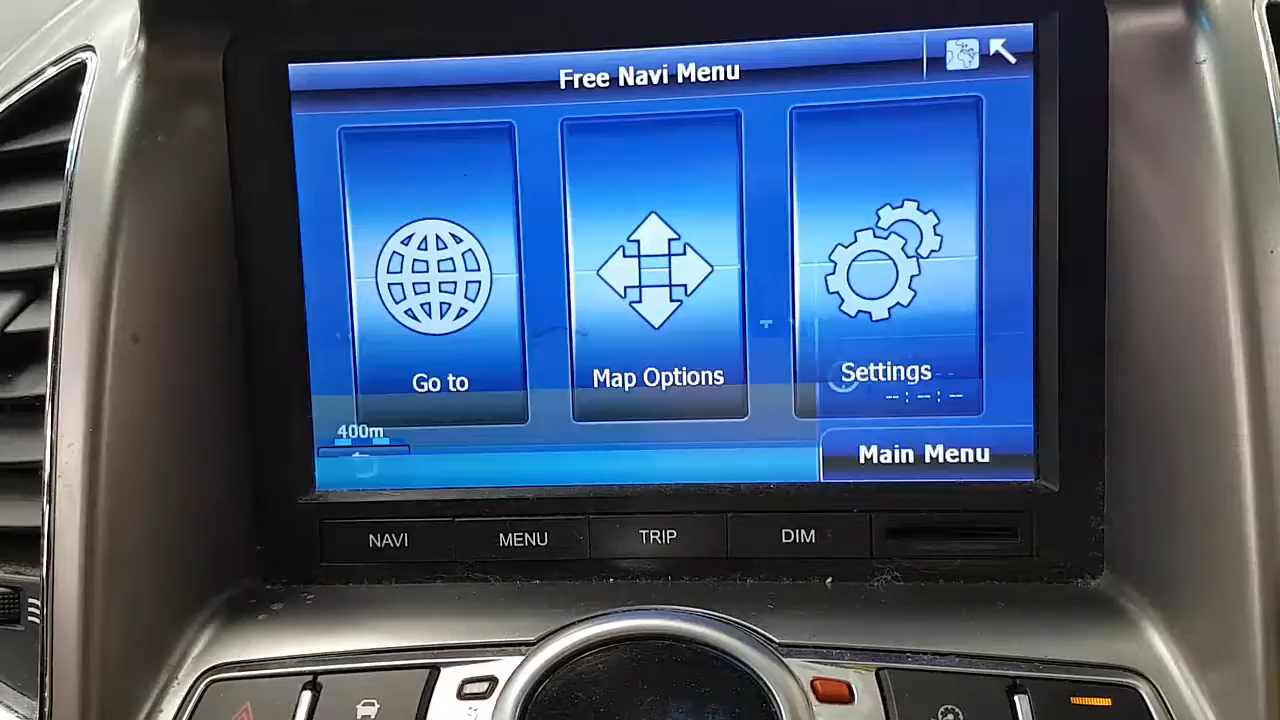 Free Navi Menu
Go to
Map Options
Settings
--:--:--
400m
Main Menu
NAVI
MENU
TRIP
DIM